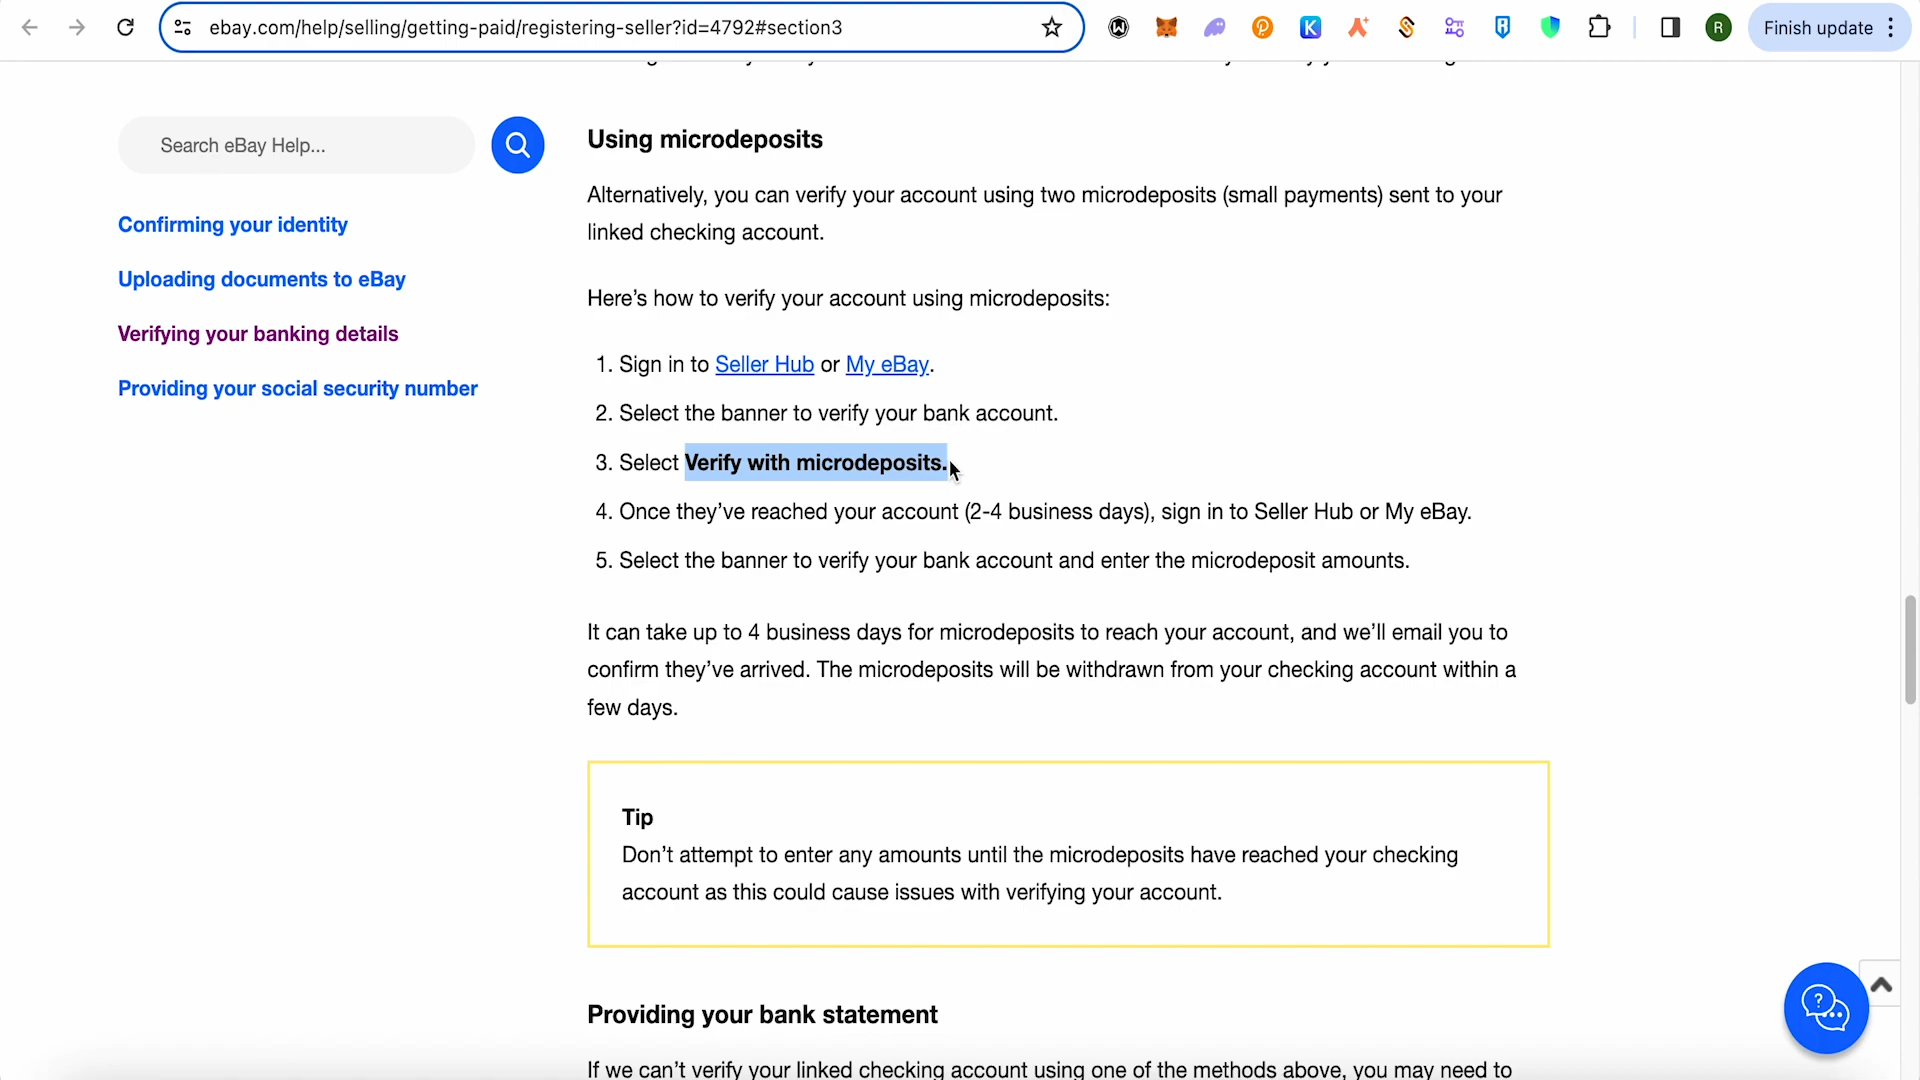 ebay.com/help/selling/getting-paid/registering-seller?id=4792#section3
R
Finish update
Search eBay Help...
Confirming your identity
Uploading documents to eBay
Verifying your banking details
Providing your social security number
Using microdeposits
Alternatively, you can verify your account using two microdeposits (small payments) sent to your
linked checking account.
Here’s how to verify your account using microdeposits:
1. Sign in to Seller Hub or My eBay.
2. Select the banner to verify your bank account.
3. Select Verify with microdeposits.
4. Once they’ve reached your account (2-4 business days), sign in to Seller Hub or My eBay.
5. Select the banner to verify your bank account and enter the microdeposit amounts.
It can take up to 4 business days for microdeposits to reach your account, and we’ll email you to
confirm they’ve arrived. The microdeposits will be withdrawn from your checking account within a
few days.
Tip
Don’t attempt to enter any amounts until the microdeposits have reached your checking
account as this could cause issues with verifying your account.
Providing your bank statement
If we can’t verify your linked checking account using one of the methods above, you may need to